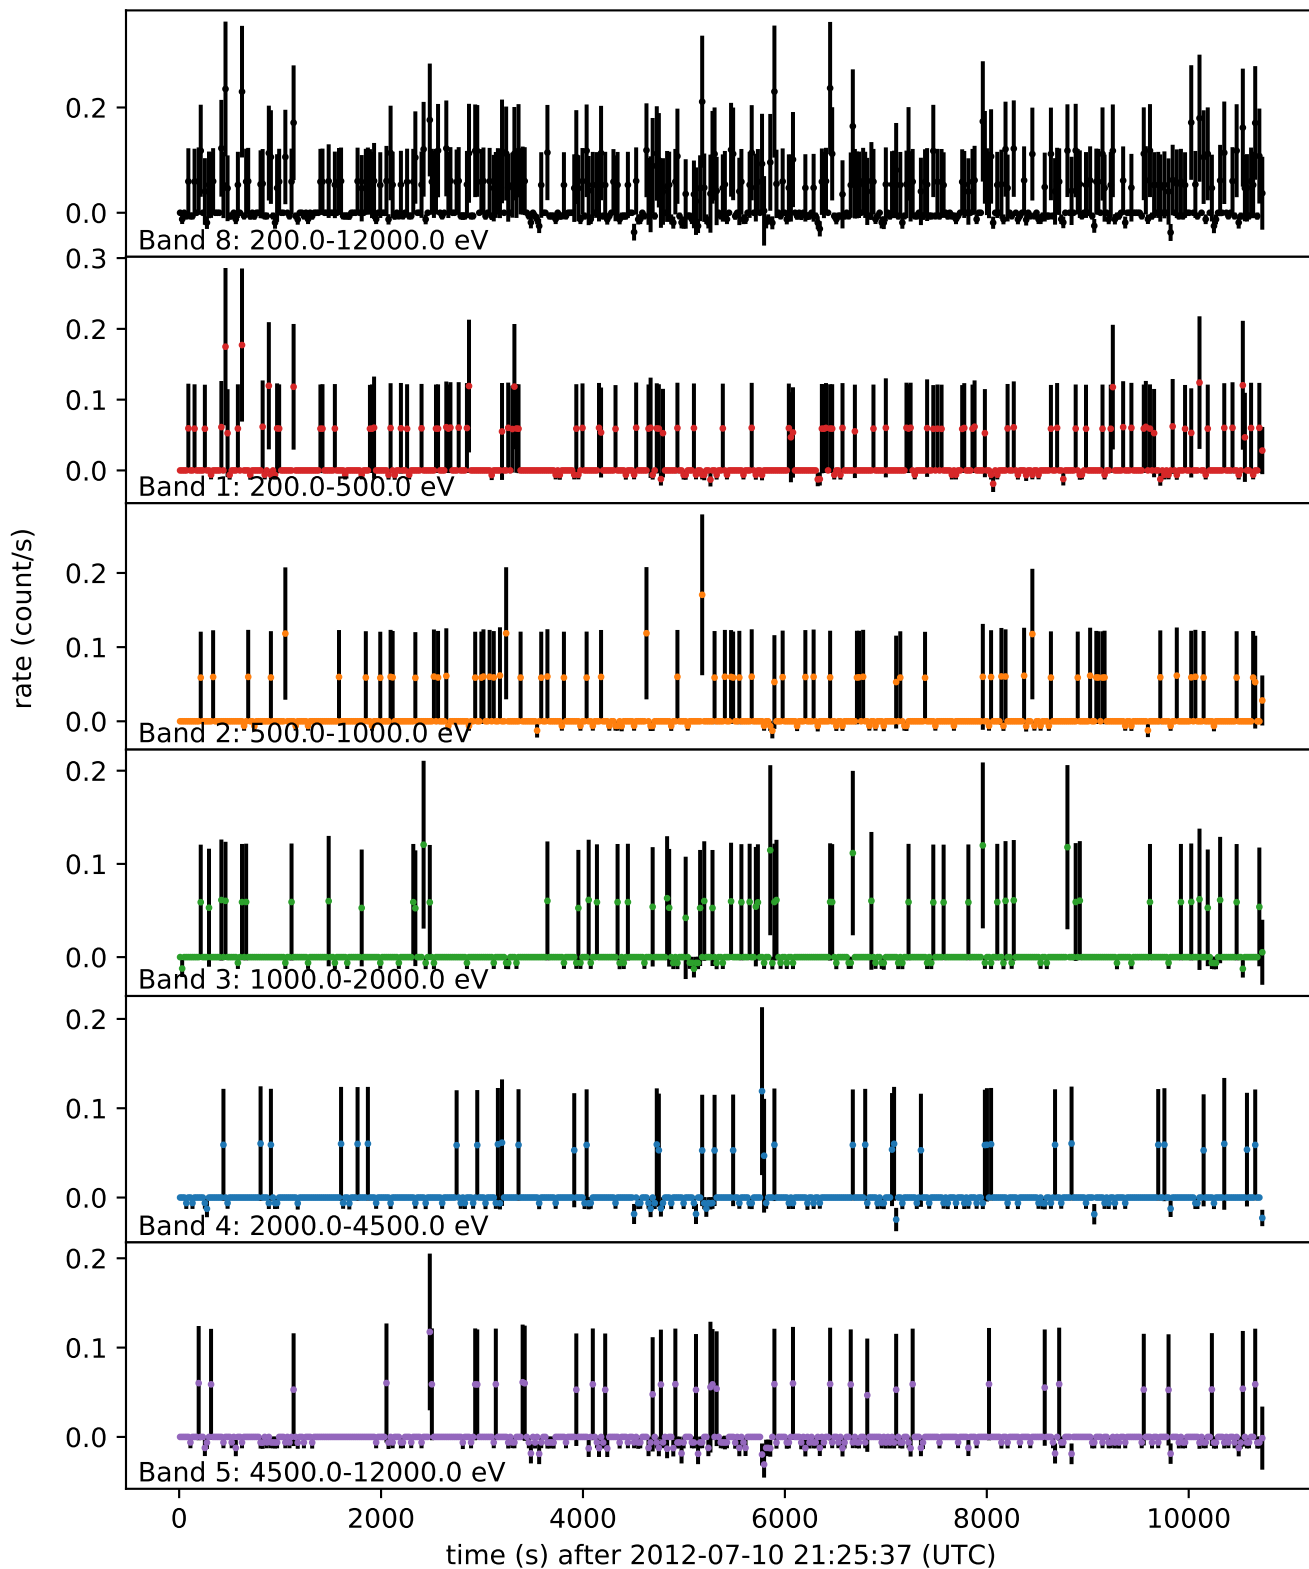 0.2
0.0
Band 8: 200.0-12000.0 eV
0.3
0.2
0.1
0.0
Band 1: 200.0-500.0 eV
0.2
0.1
0.0
Band 2: 500.0-1000.0 eV
rate (count/s)
0.2
0.1
0.0
Band 3: 1000.0-2000.0 eV
0.2
0.1
0.0
Band 4: 2000.0-4500.0 eV
0.2
0.1
0.0
Band 5: 4500.0-12000.0 eV
0 2000 4000 6000 8000 10000
time (s) after 2012-07-10 21:25:37 (UTC)